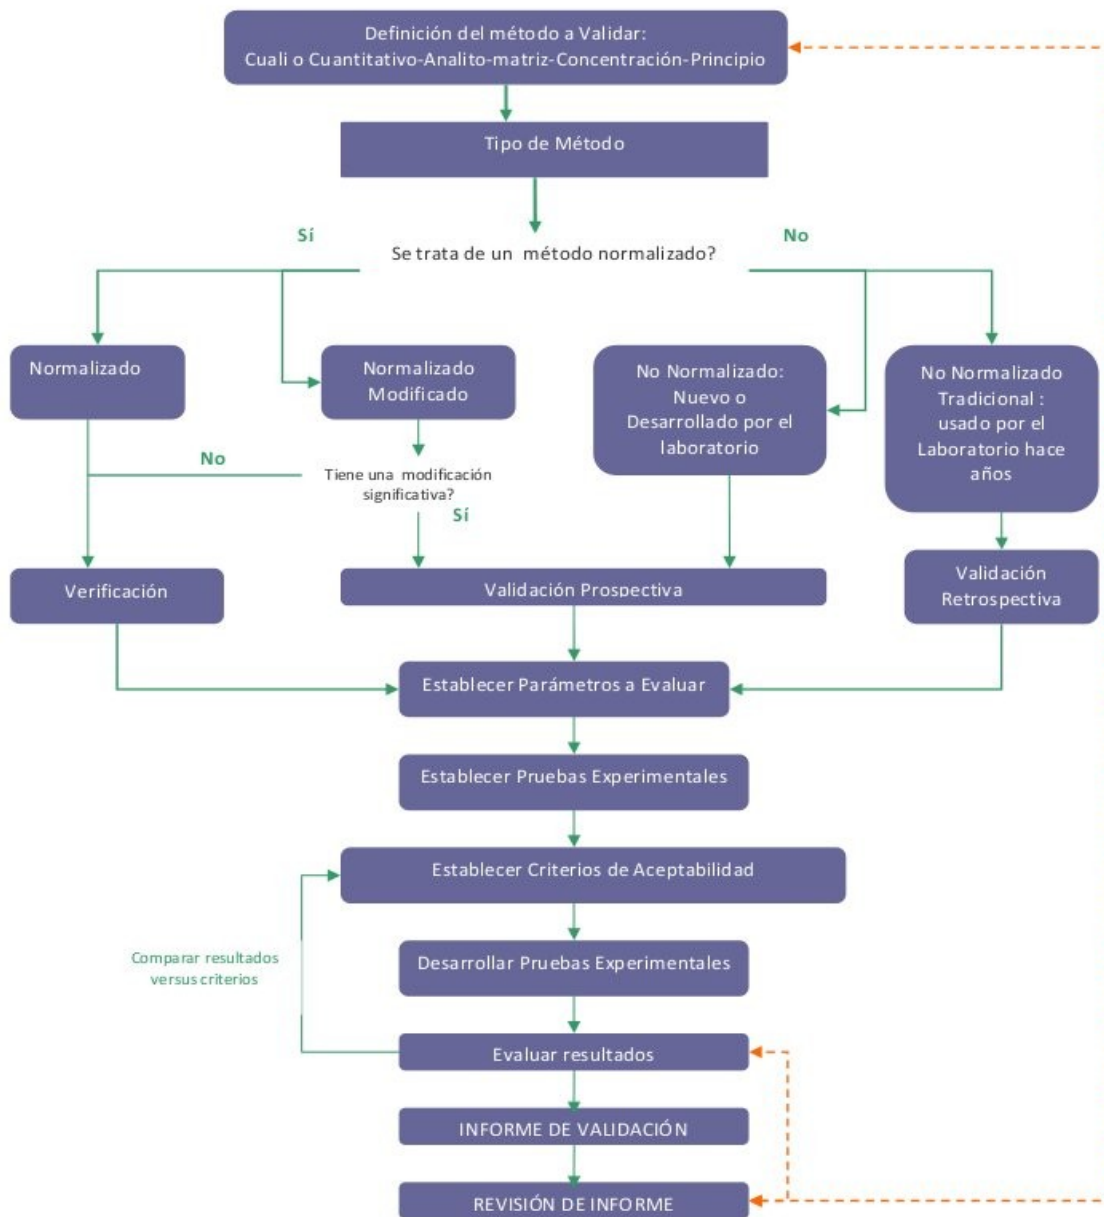 Definición del método a Validar:
Cuali o Cuantitativo-Analito-matriz-Concentración-Principio
Tipo de Método
Sí
No
Se trata de un método normalizado?
Normalizado
Normalizado
Modificado
No Normalizado:
Nuevo o
Desarrollado por el
laboratorio
No Normalizado
Tradicional :
usado por el
Laboratorio hace
años
No
Tiene una modificación
significativa?
Sí
Verificación
Validación Prospectiva
Validación
Retrospectiva
Establecer Parámetros a Evaluar
Establecer Pruebas Experimentales
Establecer Criterios de Aceptabilidad
Comparar resultados
versus criterios
Desarrollar Pruebas Experimentales
Evaluar resultados
INFORME DE VALIDACIÓN
REVISIÓN DE INFORME